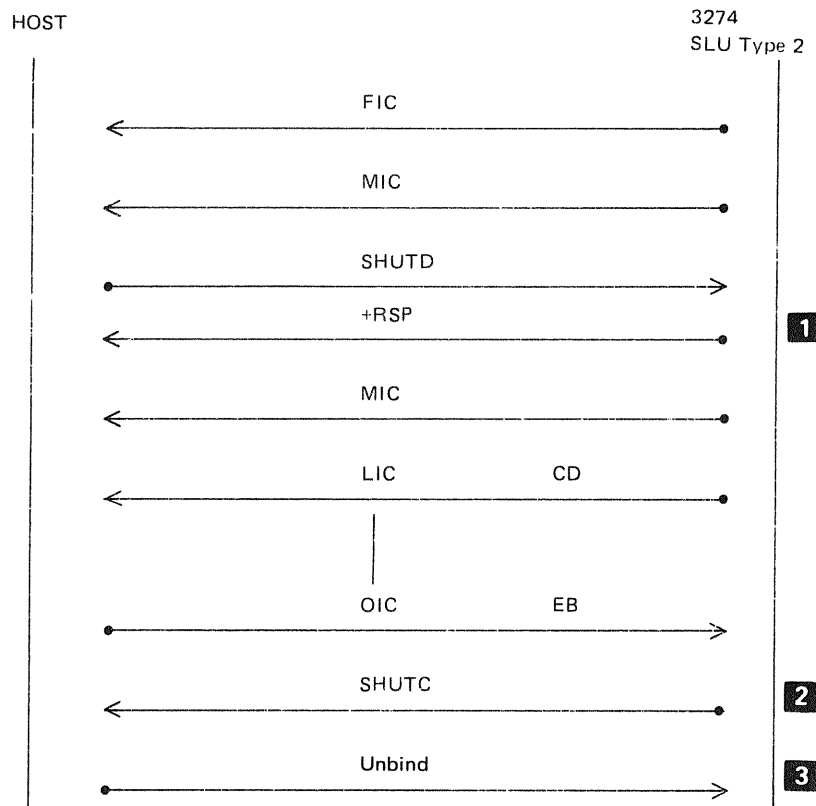 HOST
3274
SLU Type 2
FIC
MIC
SHUTD
+RSP
1
MIC
LIC CD
OIC EB
SHUTC
2
Unbind
3